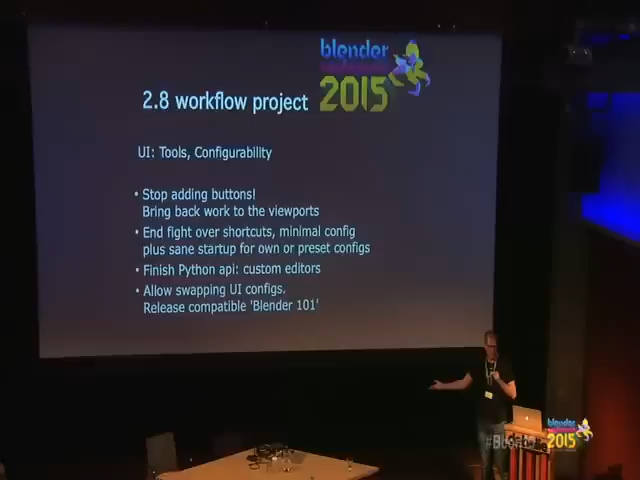 blender
2015
2.8 workflow project
UI: Tools, Configurability
• Stop adding buttons!
Bring back work to the viewports
• End fight over shortcuts, minimal config
plus sane startup for own or preset configs
• Finish Python api: custom editors
• Allow swapping UI configs.
Release compatible 'Blender 101'
blender
2015